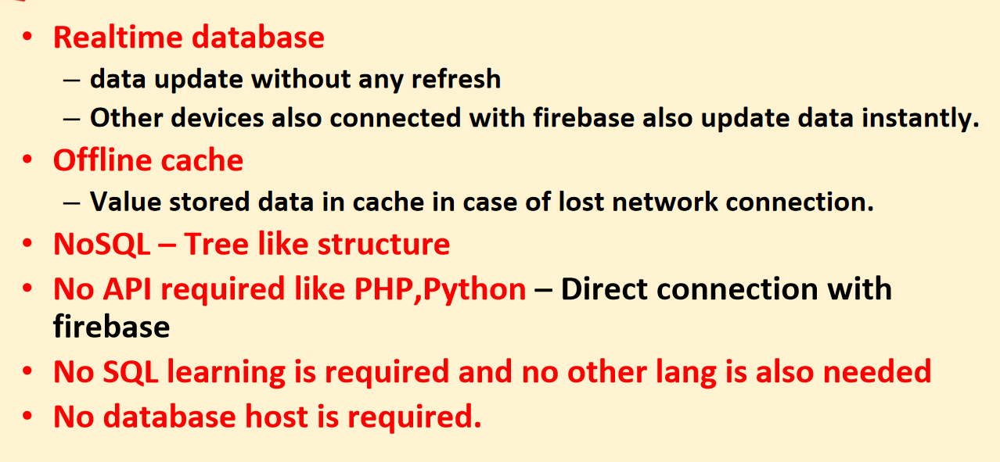 • Realtime database
– data update without any refresh
– Other devices also connected with firebase also update data instantly.
• Offline cache
– Value stored data in cache in case of lost network connection.
• NoSQL – Tree like structure
• No API required like PHP,Python – Direct connection with
firebase
• No SQL learning is required and no other lang is also needed
• No database host is required.